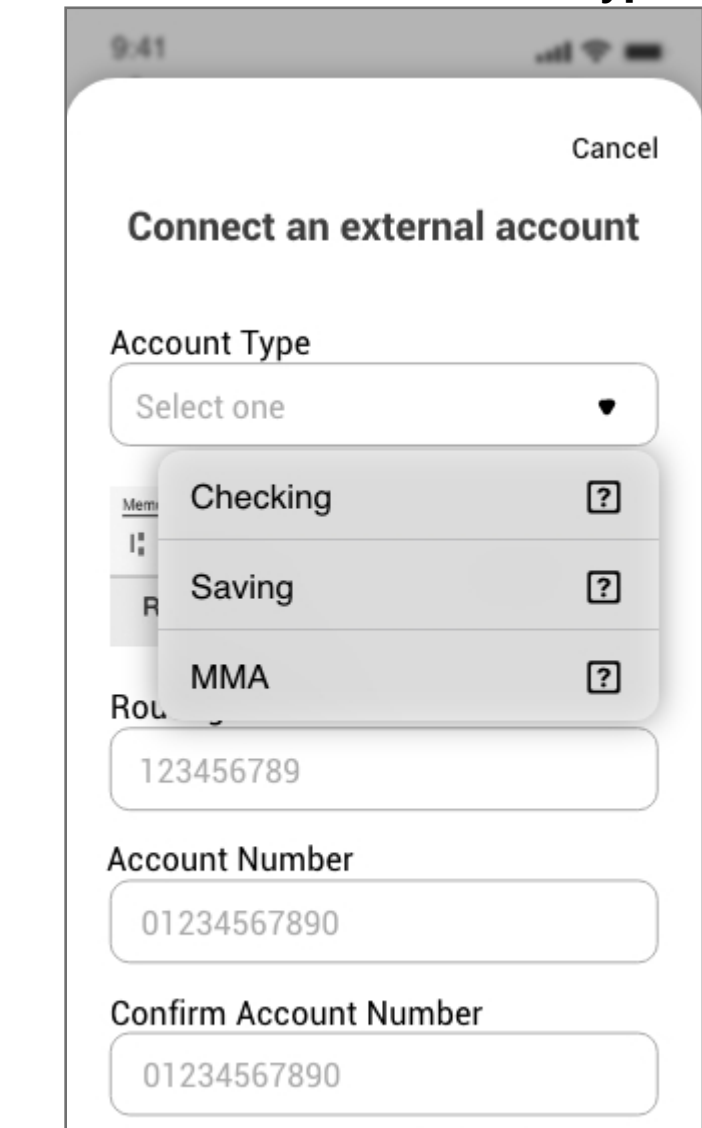 9:41
Cancel
Connect an external account
Account Type
Select one
Checking
Saving
MMA
123456789
Account Number
01234567890
Confirm Account Number
01234567890